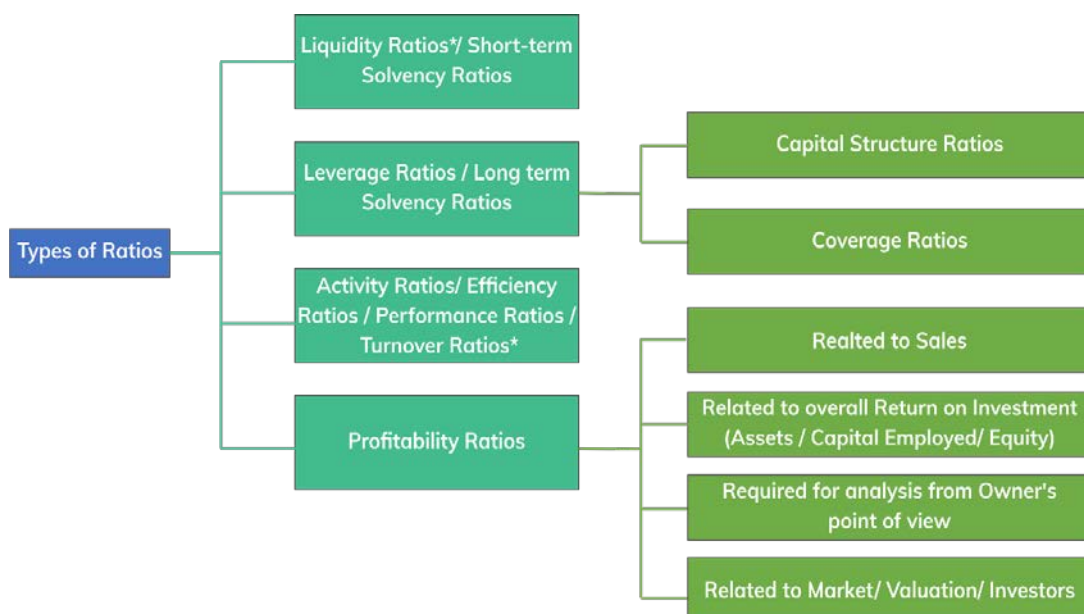 Types of Ratios
Liquidity Ratios*/ Short-term
Solvency Ratios
Leverage Ratios / Long term
Solvency Ratios
Capital Structure Ratios
Coverage Ratios
Activity Ratios/ Efficiency
Ratios / Performance Ratios /
Turnover Ratios*
Profitability Ratios
Realted to Sales
Related to overall Return on Investment
(Assets / Capital Employed/ Equity)
Required for analysis from Owner's
point of view
Related to Market/ Valuation/ Investors